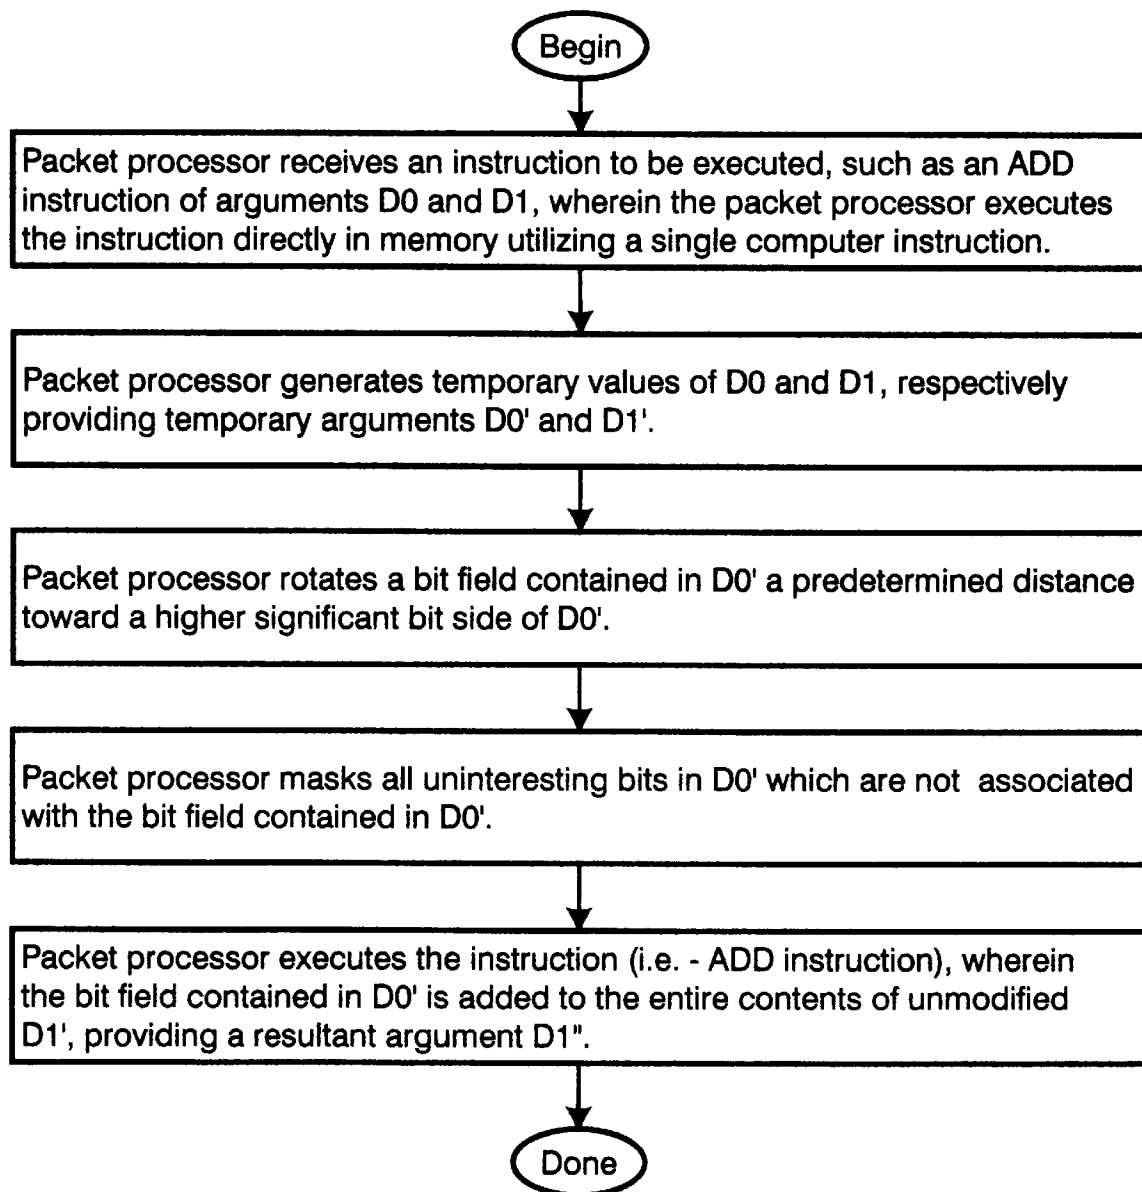 Begin
Packet processor receives an instruction to be executed, such as an ADD
instruction of arguments D0 and D1, wherein the packet processor executes
the instruction directly in memory utilizing a single computer instruction.
Packet processor generates temporary values of D0 and D1, respectively
providing temporary arguments D0' and D1'.
Packet processor rotates a bit field contained in D0' a predetermined distance
toward a higher significant bit side of D0'.
Packet processor masks all uninteresting bits in D0' which are not associated
with the bit field contained in D0'.
Packet processor executes the instruction (i.e. - ADD instruction), wherein
the bit field contained in D0' is added to the entire contents of unmodified
D1', providing a resultant argument D1".
Done